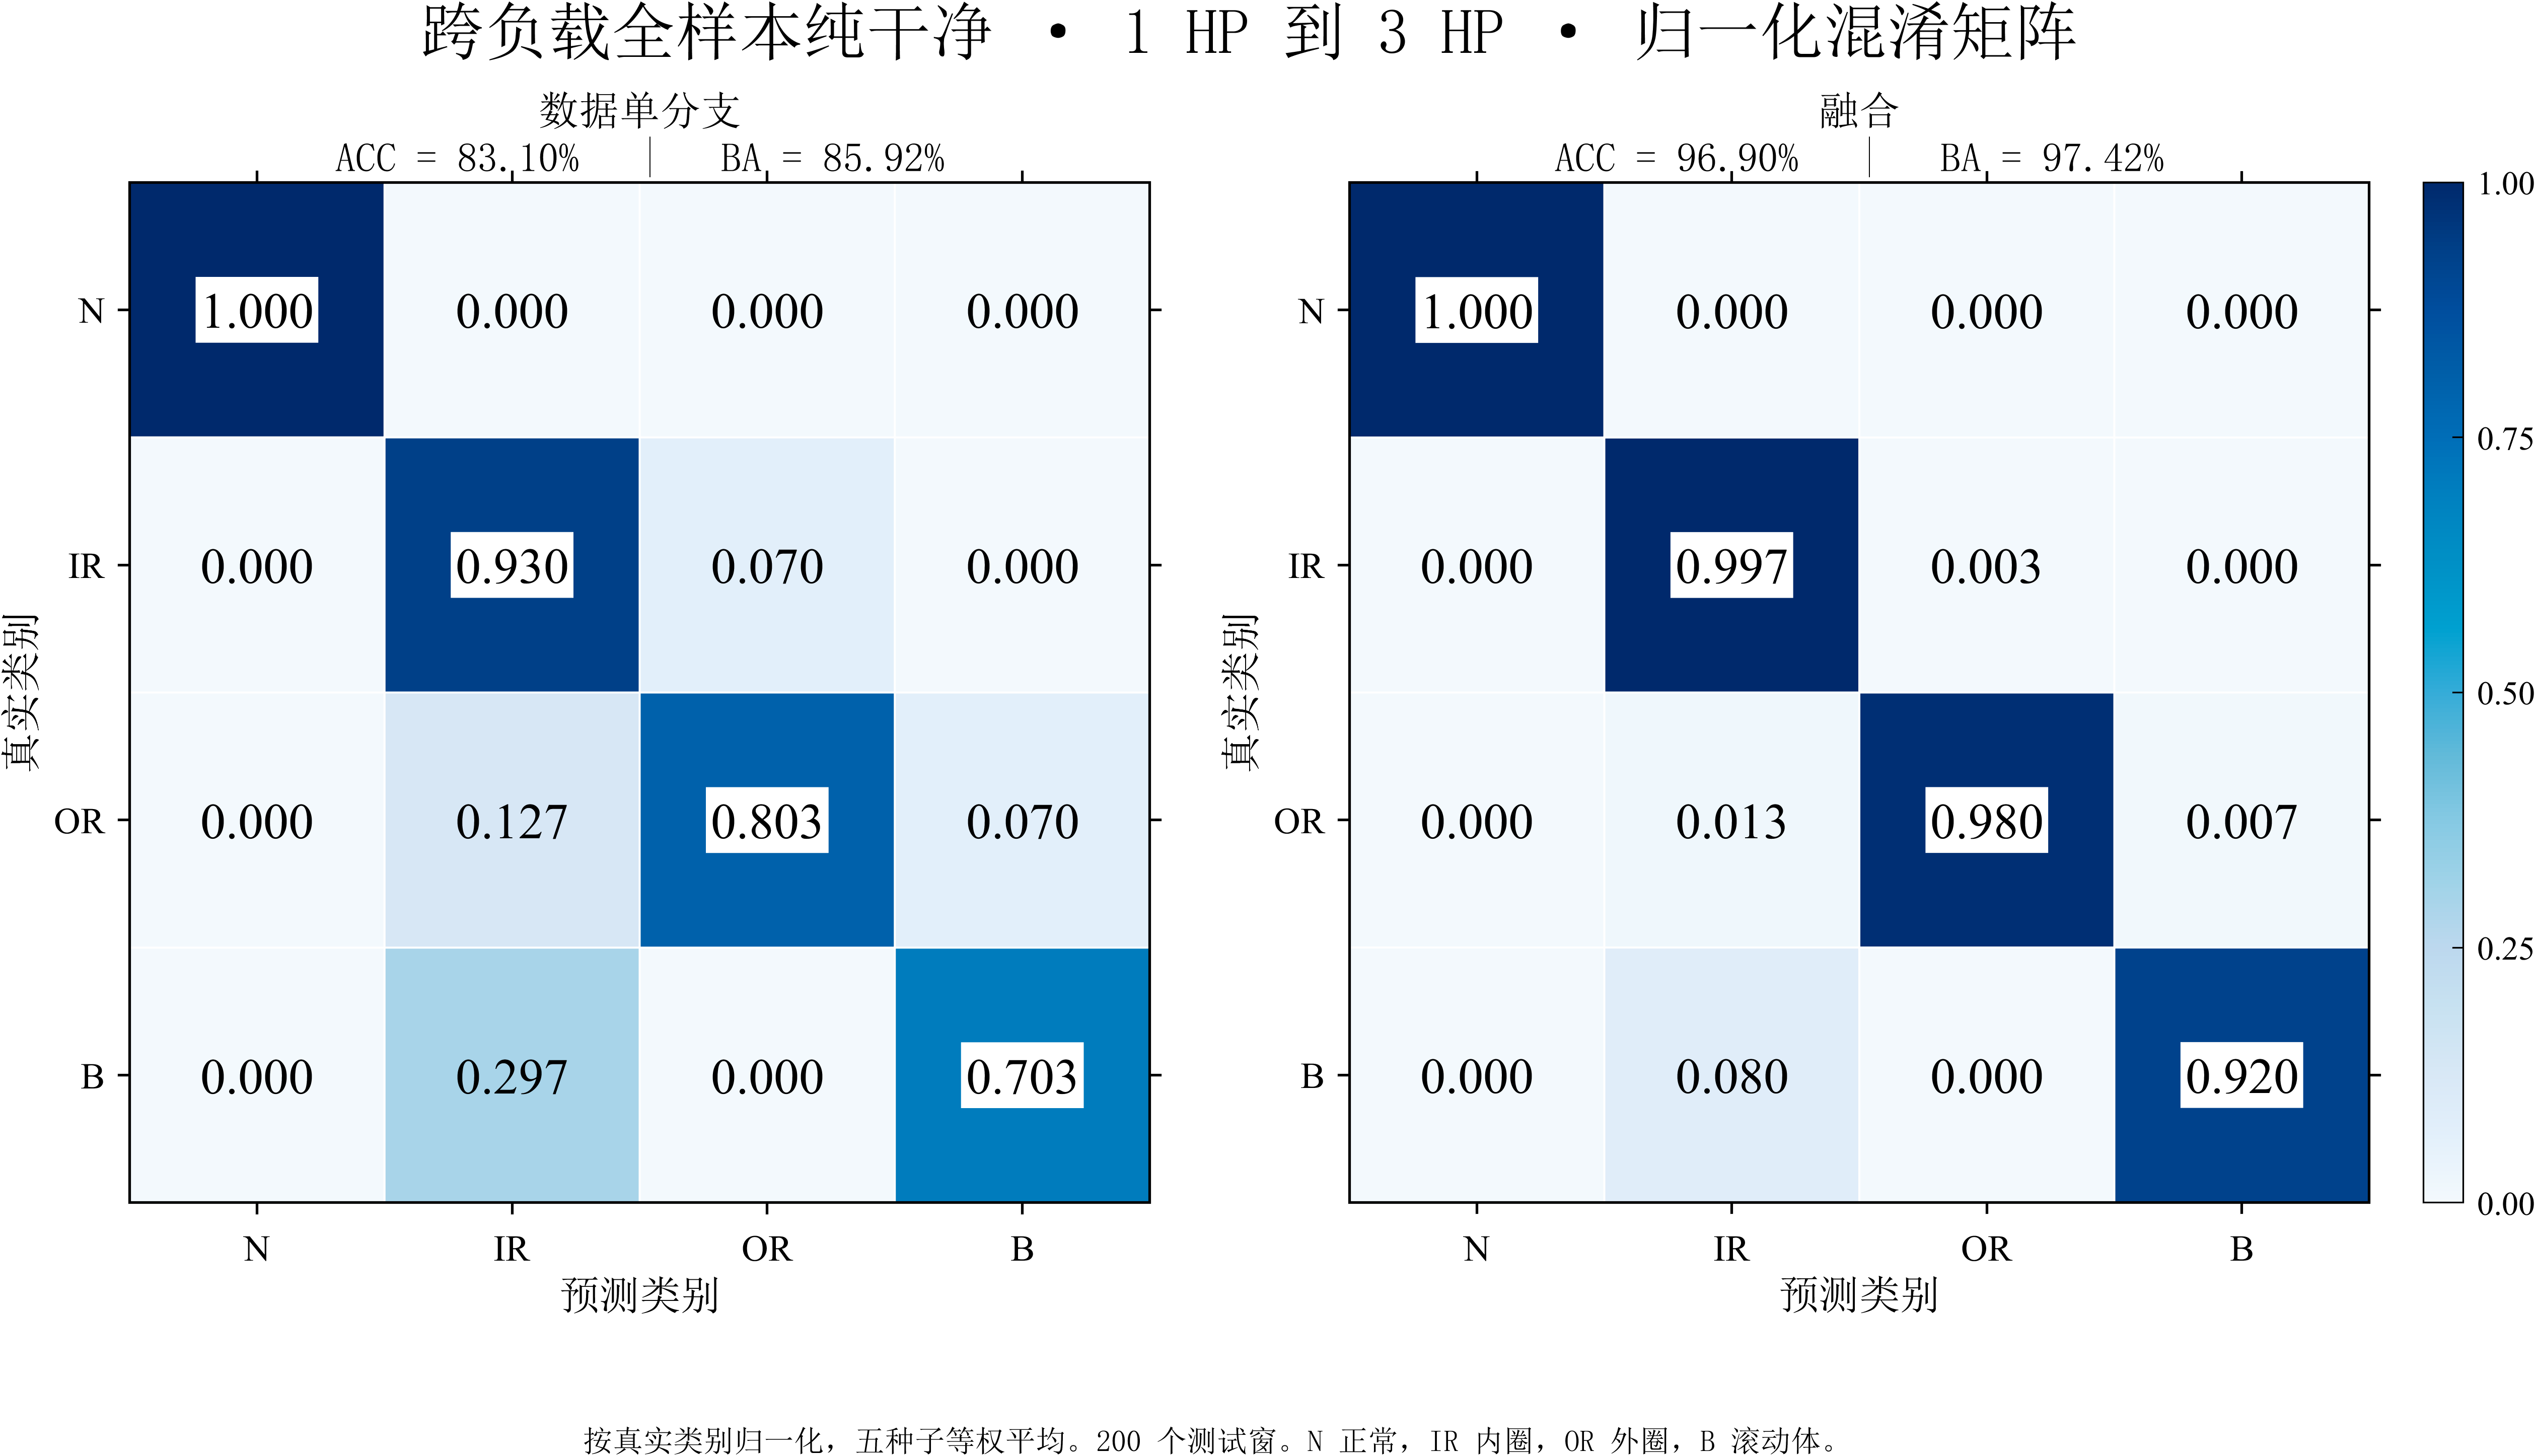 跨负载全样本纯干净 • 1 HP 到 3 HP • 归一化混淆矩阵
数据单分支
ACC = 83.10% │ BA = 85.92%
N 1.000 0.000 0.000 0.000
IR 0.000 0.930 0.070 0.000
OR 0.000 0.127 0.803 0.070
B 0.000 0.297 0.000 0.703
真实类别
N IR OR B
预测类别
融合
ACC = 96.90% │ BA = 97.42%
N 1.000 0.000 0.000 0.000
IR 0.000 0.997 0.003 0.000
OR 0.000 0.013 0.980 0.007
B 0.000 0.080 0.000 0.920
真实类别
N IR OR B
预测类别
1.00
0.75
0.50
0.25
0.00
按真实类别归一化，五种子等权平均。200 个测试窗。N 正常，IR 内圈，OR 外圈，B 滚动体。